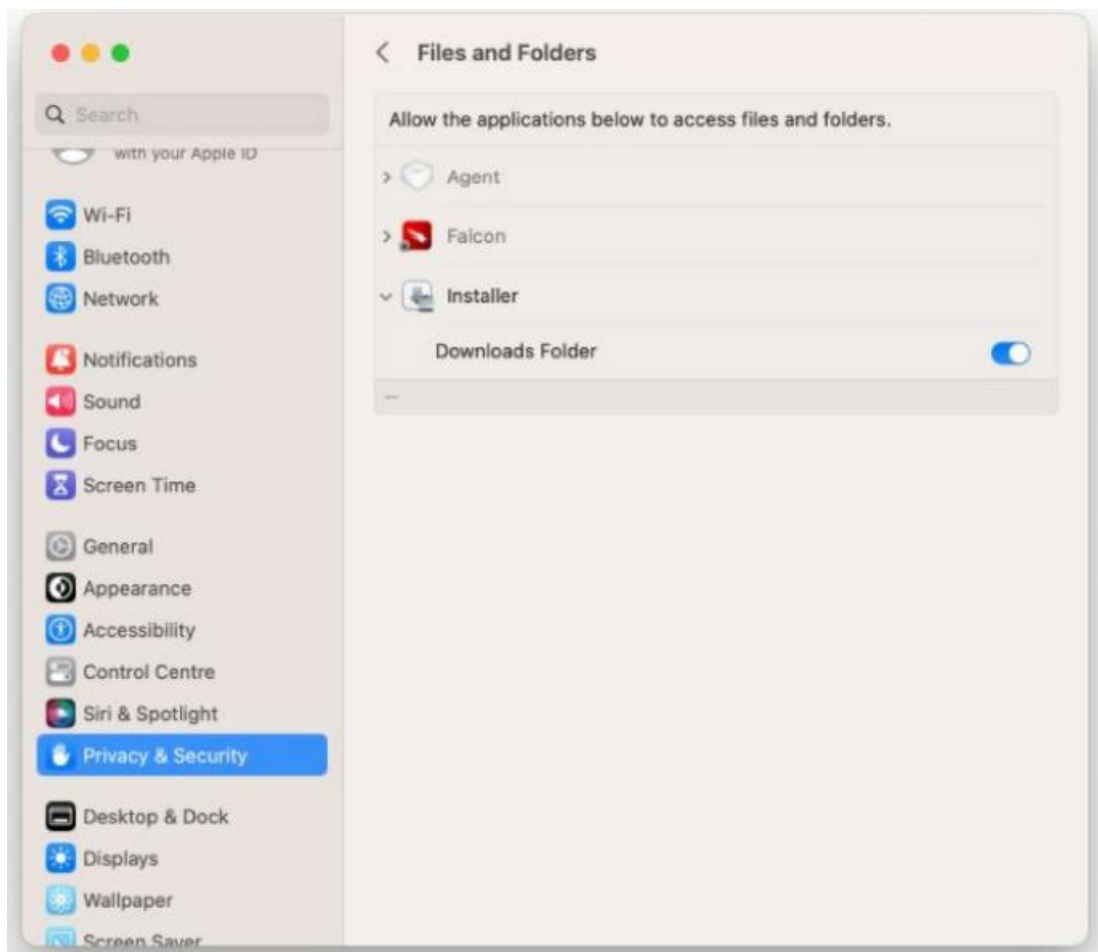 Files and Folders
Search
Allow the applications below to access files and folders.
with your Apple ID
Agent
Wi-Fi
Falcon
Bluetooth
Network
Installer
Downloads Folder
Notifications
Sound
Focus
Screen Time
General
Appearance
Accessibility
Control Centre
Siri & Spotlight
Privacy & Security
Desktop & Dock
Displays
Wallpaper
Screen Saver